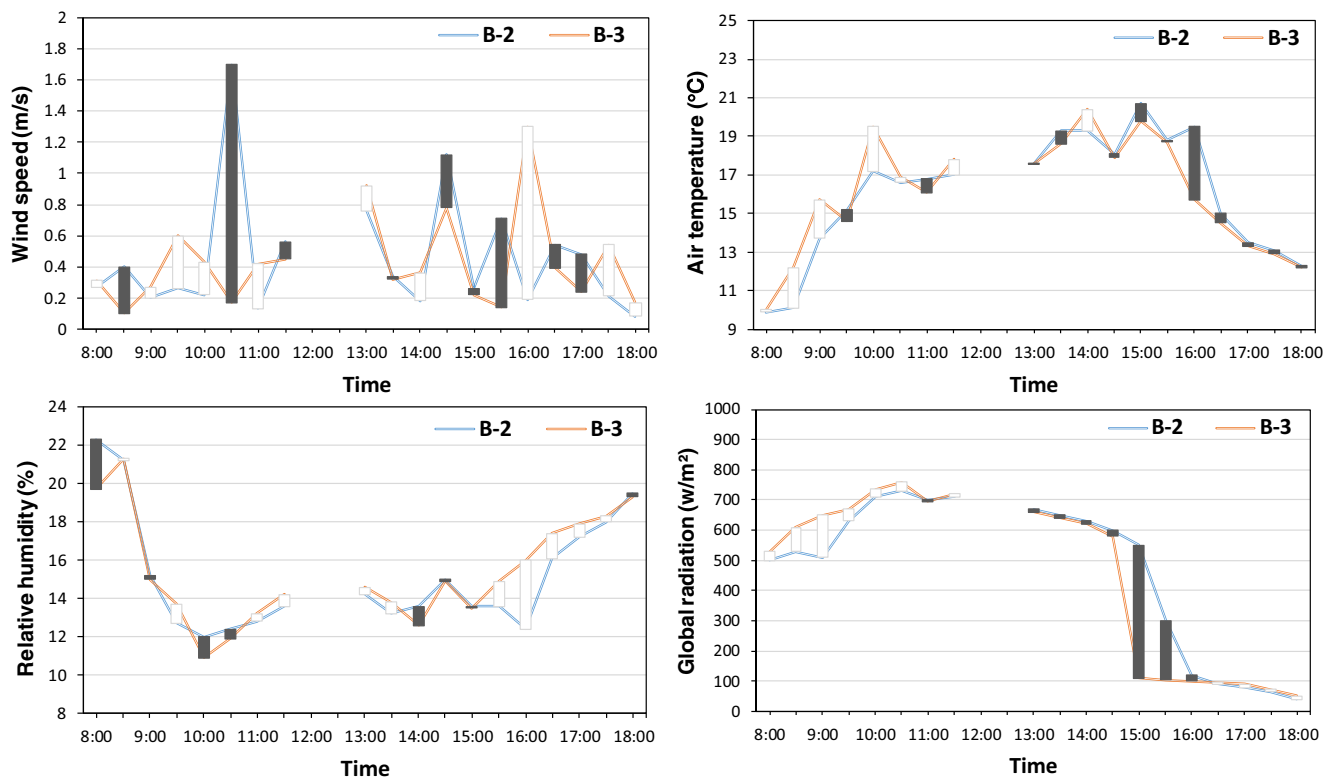 B-2 B-3
Wind speed (m/s)
2
1.8
1.6
1.4
1.2
1
0.8
0.6
0.4
0.2
0
8:00 9:00 10:00 11:00 12:00 13:00 14:00 15:00 16:00 17:00 18:00
Time
B-2 B-3
Air temperature (°C)
25
23
21
19
17
15
13
11
9
8:00 9:00 10:00 11:00 12:00 13:00 14:00 15:00 16:00 17:00 18:00
Time
B-2 B-3
Relative humidity (%)
24
22
20
18
16
14
12
10
8
8:00 9:00 10:00 11:00 12:00 13:00 14:00 15:00 16:00 17:00 18:00
Time
B-2 B-3
Global radiation (w/m²)
1000
900
800
700
600
500
400
300
200
100
0
8:00 9:00 10:00 11:00 12:00 13:00 14:00 15:00 16:00 17:00 18:00
Time